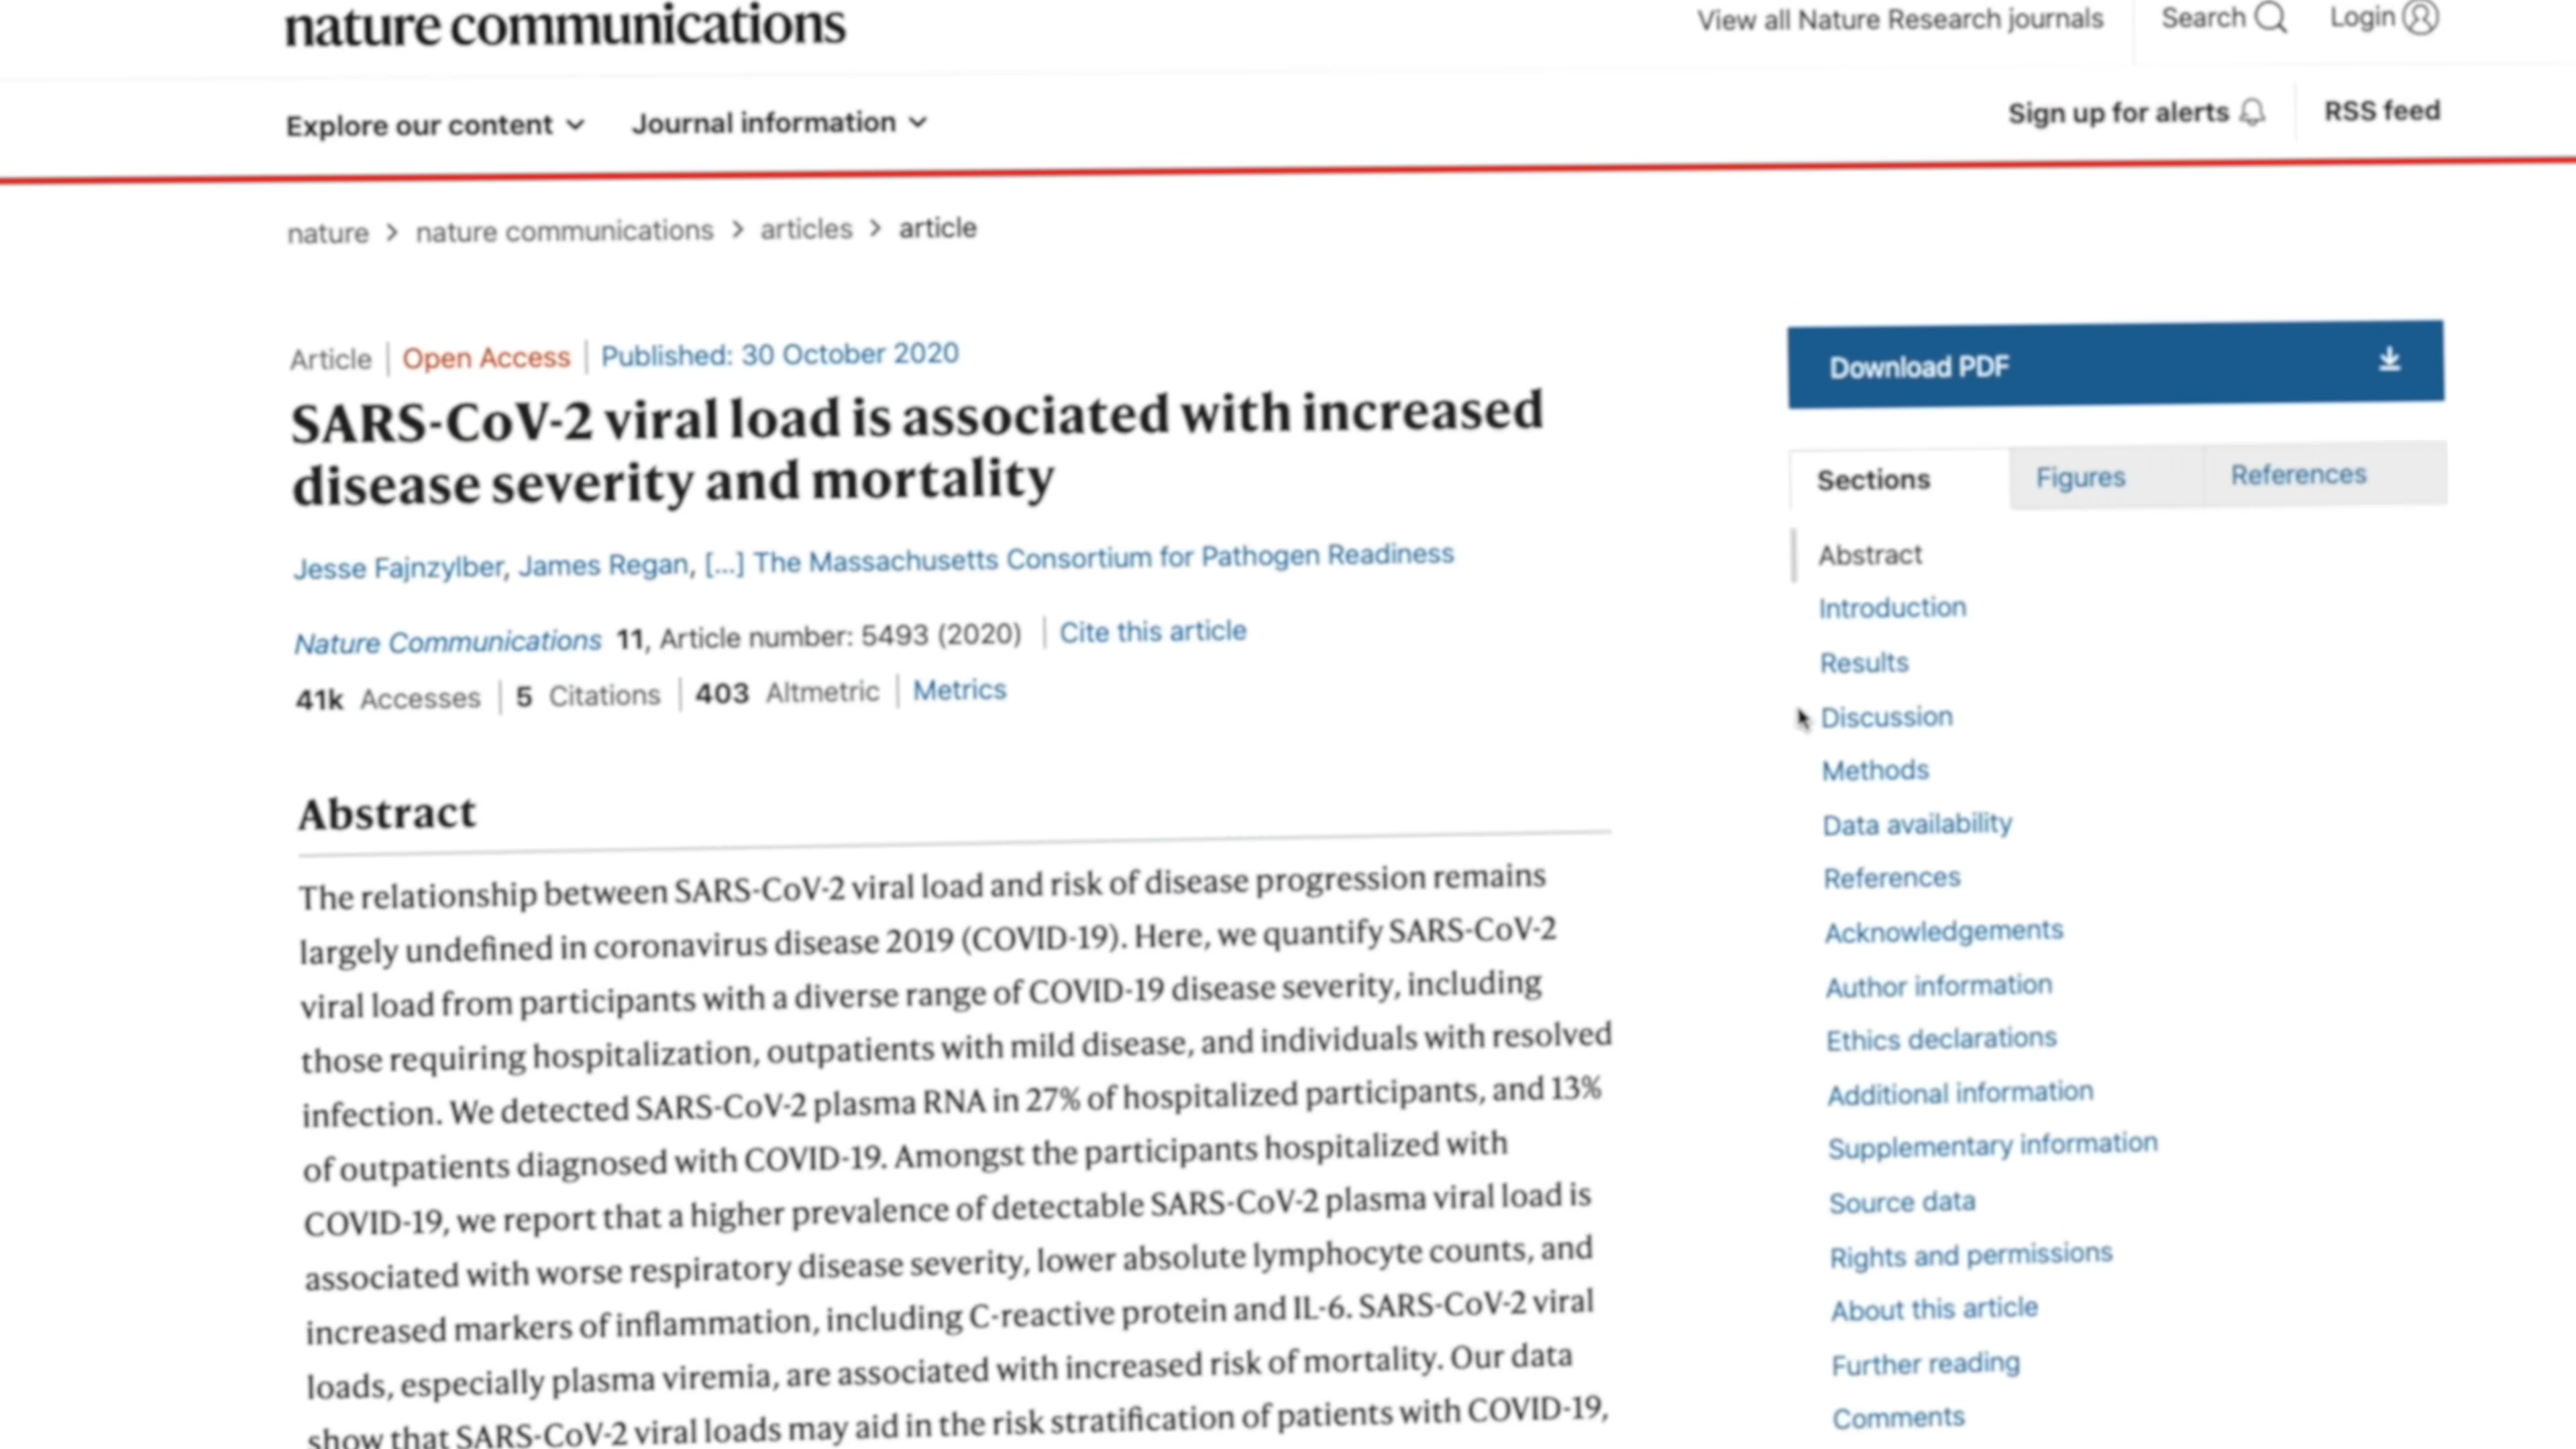 nature communications
View all Nature Research journals
Search
Login
Explore our content
Journal information
Sign up for alerts
RSS feed
nature > nature communications > articles > article
Article | Open Access | Published: 30 October 2020
SARS-CoV-2 viral load is associated with increased
disease severity and mortality
Jesse Fajnzylber, James Regan, [...] The Massachusetts Consortium for Pathogen Readiness
Nature Communications 11, Article number: 5493 (2020) | Cite this article
41k Accesses | 5 Citations | 403 Altmetric | Metrics
Abstract
The relationship between SARS-CoV-2 viral load and risk of disease progression remains
largely undefined in coronavirus disease 2019 (COVID-19). Here, we quantify SARS-CoV-2
viral load from participants with a diverse range of COVID-19 disease severity, including
those requiring hospitalization, outpatients with mild disease, and individuals with resolved
infection. We detected SARS-CoV-2 plasma RNA in 27% of hospitalized participants, and 13%
of outpatients diagnosed with COVID-19. Amongst the participants hospitalized with
COVID-19, we report that a higher prevalence of detectable SARS-CoV-2 plasma viral load is
associated with worse respiratory disease severity, lower absolute lymphocyte counts, and
increased markers of inflammation, including C-reactive protein and IL-6. SARS-CoV-2 viral
loads, especially plasma viremia, are associated with increased risk of mortality. Our data
show that SARS-CoV-2 viral loads may aid in the risk stratification of patients with COVID-19,
Download PDF
Sections
Figures
References
Abstract
Introduction
Results
Discussion
Methods
Data availability
References
Acknowledgements
Author information
Ethics declarations
Additional information
Supplementary information
Source data
Rights and permissions
About this article
Further reading
Comments